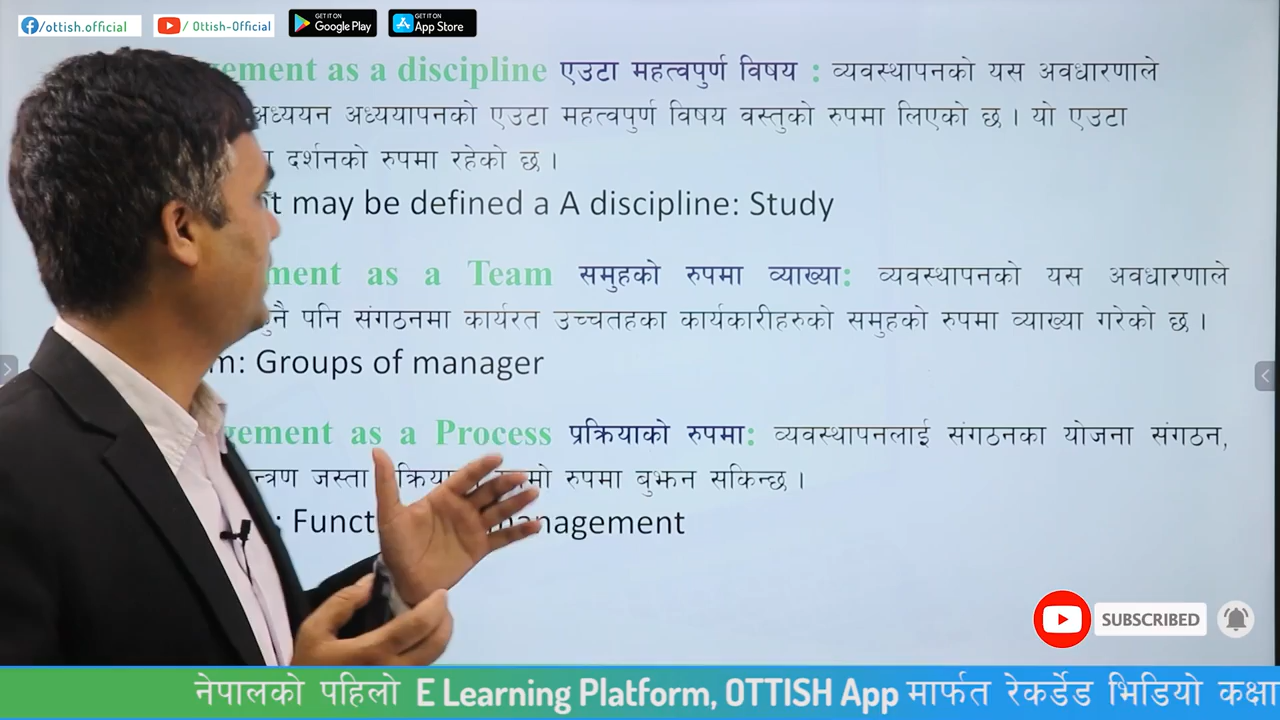 /ottish.official
/ Ottish-Official
GET IT ON
Google Play
GET IT ON
App Store
ement as a discipline एउटा महत्वपुर्ण विषय : व्यवस्थापनको यस अवधारणाले
अध्ययन अध्ययापनको एउटा महत्वपुर्ण विषय वस्तुको रुपमा लिएको छ । यो एउटा
दर्शनको रुपमा रहेको छ ।
t may be defined a A discipline: Study
ment as a Team समुहको रुपमा व्याख्या: व्यवस्थापनको यस अवधारणाले
ुनै पनि संगठनमा कार्यरत उच्चतहका कार्यकारीहरुको समुहको रुपमा व्याख्या गरेको छ ।
m: Groups of manager
gement as a Process प्रक्रियाको रुपमा: व्यवस्थापनलाई संगठनका योजना संगठन,
न्त्रण जस्ता रुपमा बुझ्न सकिन्छ ।
: Funct management
SUBSCRIBED
नेपालको पहिलो E Learning Platform, OTTISH App मार्फत रेकर्डेड भिडियो कक्षा